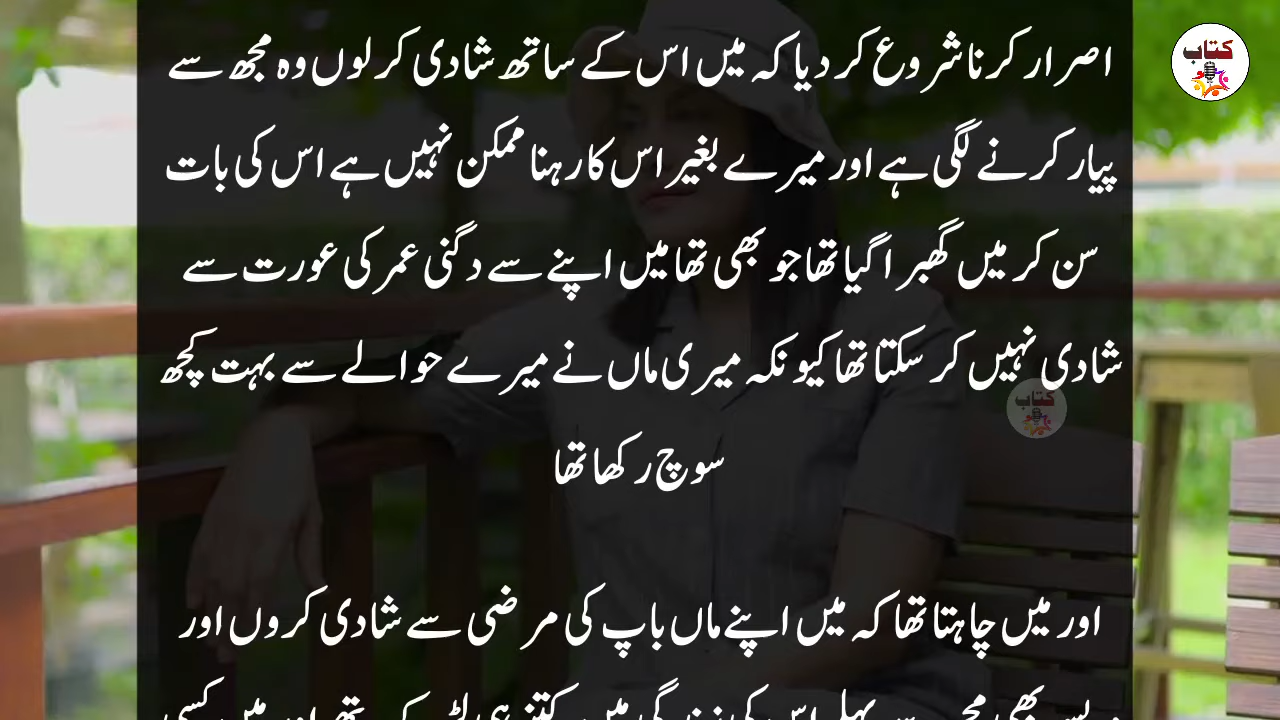 کتاب
اصرار کرنا شروع کر دیا کہ میں اس کے ساتھ شادی کر لوں وہ مجھ سے
پیار کرنے لگی ہے اور میرے بغیر اس کا رہنا ممکن نہیں ہے اس کی بات
سن کر میں گھبرا گیا تھا جو بھی تھا میں اپنے سے دگنی عمر کی عورت سے
شادی نہیں کر سکتا تھا کیونکہ میری ماں نے میرے حوالے سے بہت کچھ
کتاب
سوچ رکھا تھا
اور میں چاہتا تھا کہ میں اپنے ماں باپ کی مرضی سے شادی کروں اور